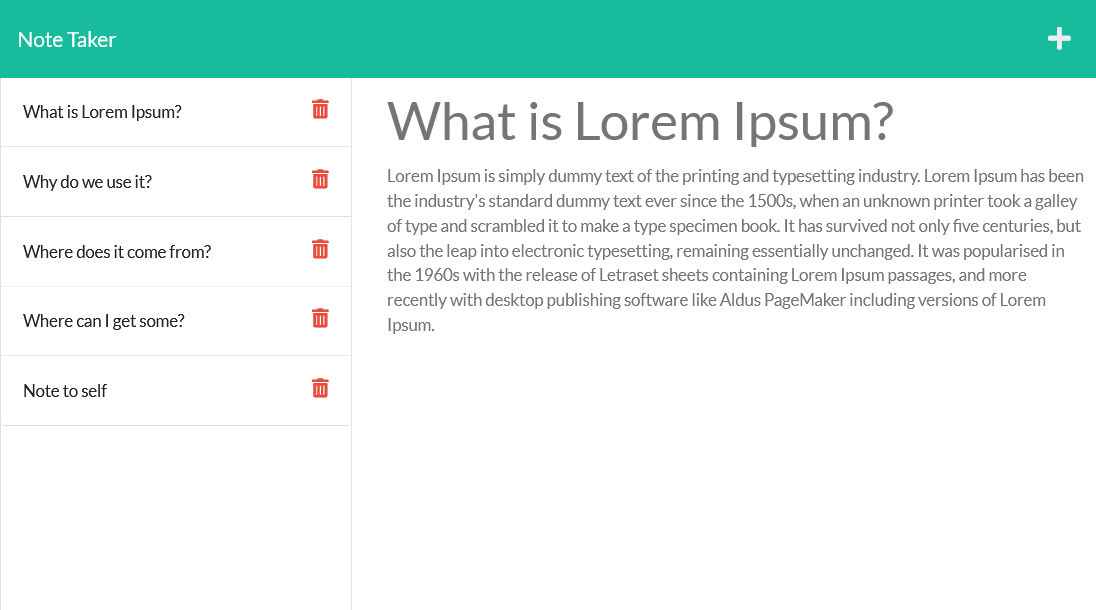 Note Taker
What is Lorem Ipsum?
Why do we use it?
Where does it come from?
Where can I get some?
Note to self
What is Lorem Ipsum?
Lorem Ipsum is simply dummy text of the printing and typesetting industry. Lorem Ipsum has been
the industry's standard dummy text ever since the 1500s, when an unknown printer took a galley
of type and scrambled it to make a type specimen book. It has survived not only five centuries, but
also the leap into electronic typesetting, remaining essentially unchanged. It was popularised in
the 1960s with the release of Letraset sheets containing Lorem Ipsum passages, and more
recently with desktop publishing software like Aldus PageMaker including versions of Lorem
Ipsum.